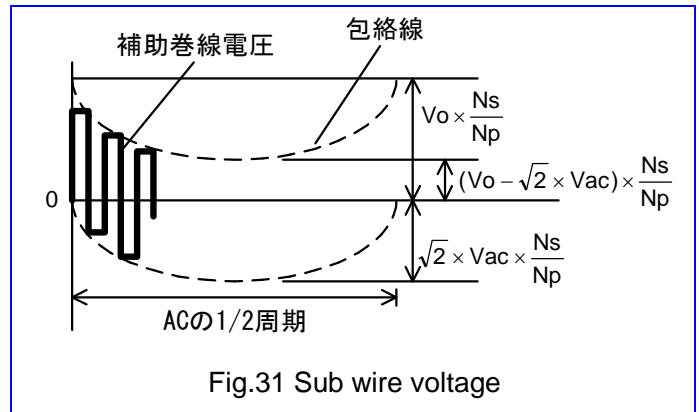 補助巻線電圧
包絡線
Vo × Ns/Np
(Vo − √2 × Vac) × Ns/Np
0
√2 × Vac × Ns/Np
ACの1/2周期
Fig.31 Sub wire voltage